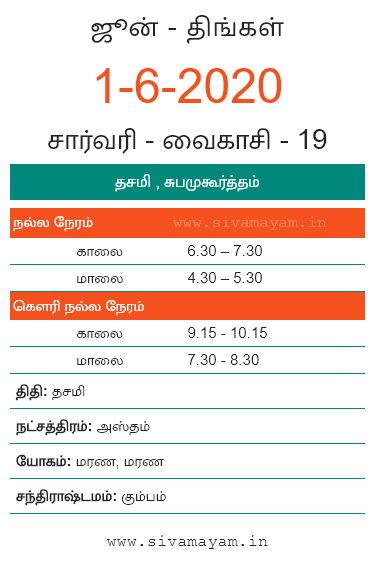 ஜூன் - திங்கள்
1-6-2020
சார்வரி - வைகாசி - 19
தசமி , சுபமுகூர்த்தம்
நல்ல நேரம் www.sivamayam.in
காலை 6.30 – 7.30
மாலை 4.30 – 5.30
கௌரி நல்ல நேரம்
காலை 9.15 - 10.15
மாலை 7.30 - 8.30
திதி: தசமி
நட்சத்திரம்: அஸ்தம்
யோகம்: மரண, மரண
சந்திராஷ்டமம்: கும்பம்
www.sivamayam.in